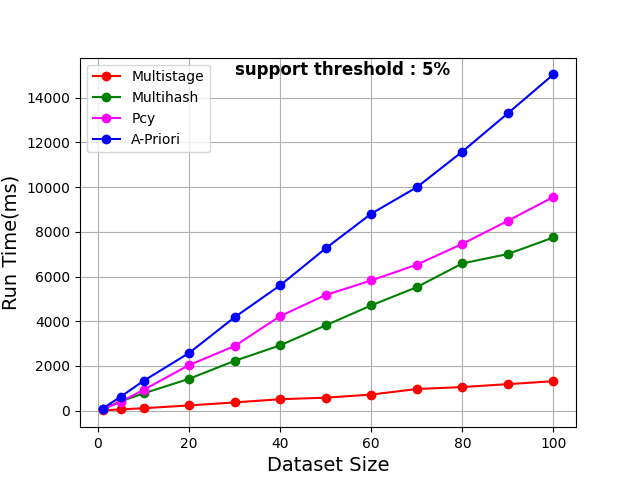 support threshold : 5%
Multistage
Multihash
Pcy
A-Priori
Run Time(ms)
14000
12000
10000
8000
6000
4000
2000
0
0 20 40 60 80 100
Dataset Size